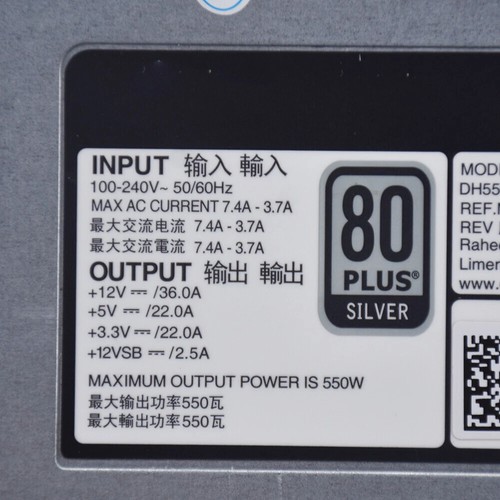 INPUT 输入 輸入
100-240V~ 50/60Hz
MAX AC CURRENT 7.4A - 3.7A
最大交流电流 7.4A - 3.7A
最大交流電流 7.4A - 3.7A
OUTPUT 输出 輸出
+12V ⎓ /36.0A
+5V ⎓ /22.0A
+3.3V ⎓ /22.0A
+12VSB ⎓ /2.5A
MAXIMUM OUTPUT POWER IS 550W
最大输出功率550瓦
最大輸出功率550瓦
80
PLUS®
SILVER
MODE
DH55
REF.
REV
Rahee
Limer
www.